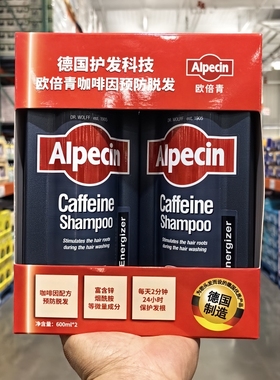 德国护发科技
欧倍青咖啡因预防脱发
Alpecin
欧倍青
DR. WOFF
Alpecin
Caffeine
Shampoo
Stimulates the hair roots
during the hair washing
Energizer
Alpecin
Caffeine
Shampoo
Stimulates the hair roots
during the hair washing
Energizer
咖啡因配方
预防脱发
富含锌
烟酰胺
等微量成分
每天2分钟
24小时
保护发根
德国
制造
净含量：600ml*2